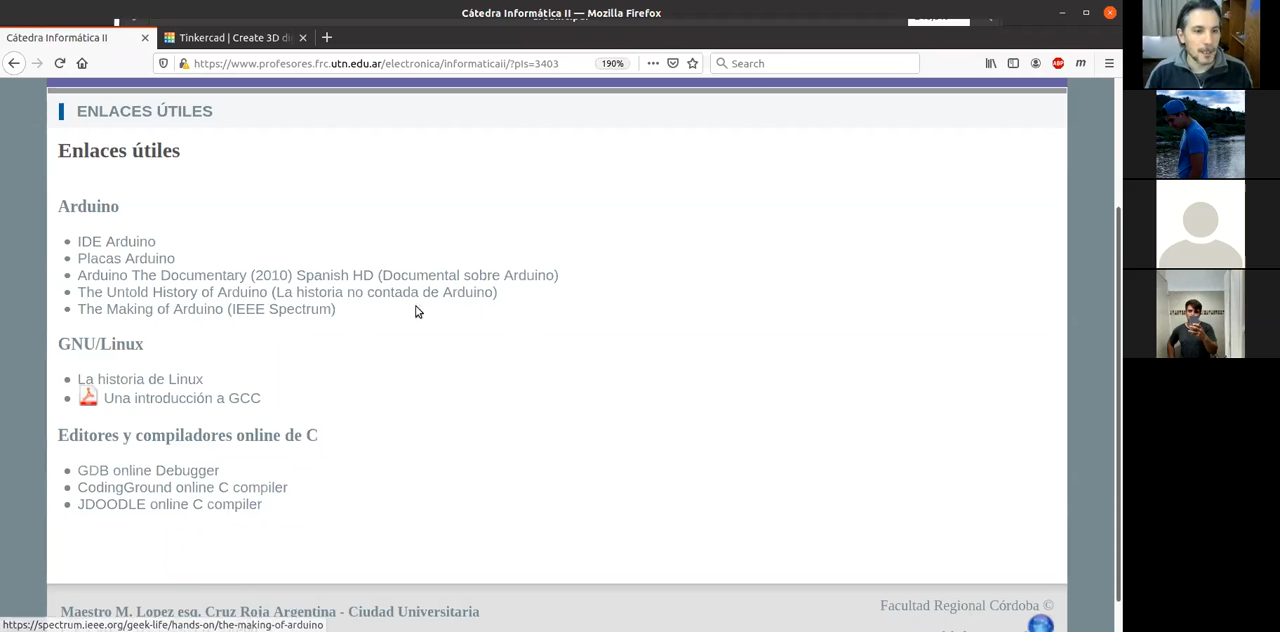 Cátedra Informática II — Mozilla Firefox
Cátedra Informática II
Tinkercad | Create 3D di
https://www.profesores.frc.utn.edu.ar/electronica/informaticaii/?pIs=3403
190%
Search
ABP
m
ENLACES ÚTILES
Enlaces útiles
Arduino
IDE Arduino
Placas Arduino
Arduino The Documentary (2010) Spanish HD (Documental sobre Arduino)
The Untold History of Arduino (La historia no contada de Arduino)
The Making of Arduino (IEEE Spectrum)
GNU/Linux
La historia de Linux
Una introducción a GCC
Editores y compiladores online de C
GDB online Debugger
CodingGround online C compiler
JDOODLE online C compiler
Maestro M. Lopez esq. Cruz Roja Argentina - Ciudad Universitaria
Facultad Regional Córdoba ©
https://spectrum.ieee.org/geek-life/hands-on/the-making-of-arduino